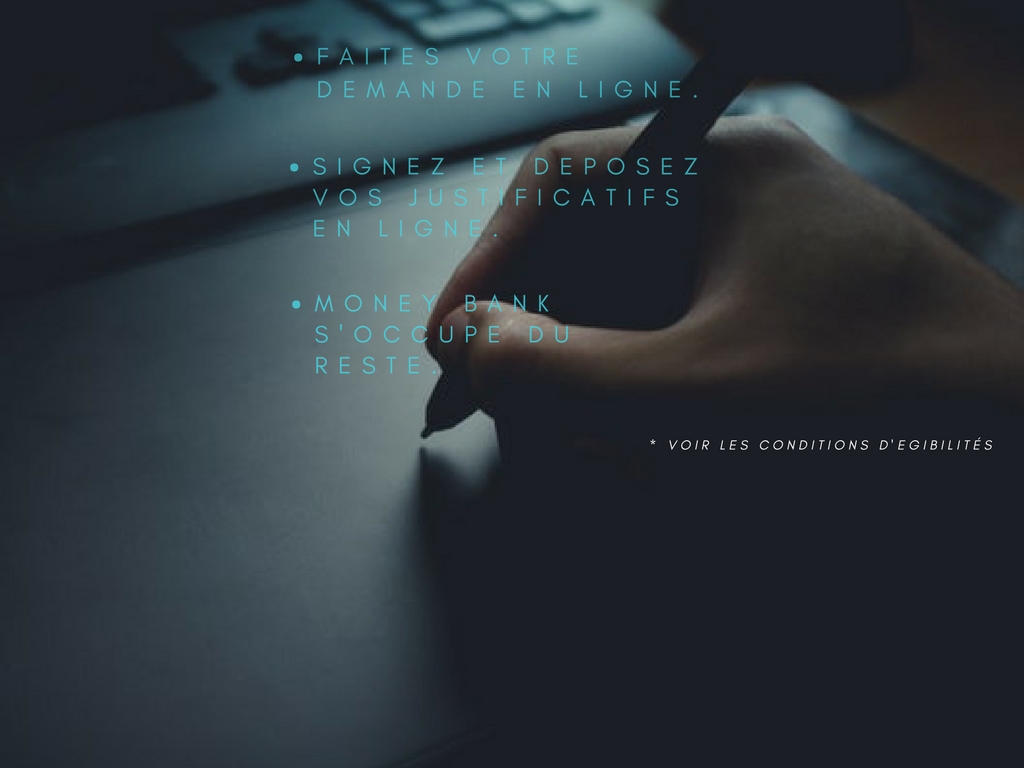 • FAITES VOTRE
DEMANDE EN LIGNE.
• SIGNEZ ET DEPOSEZ
VOS JUSTIFICATIFS
EN LIGNE.
• MONEY BANK
S'OCCUPE DU
RESTE.
* VOIR LES CONDITIONS D'EGIBILITÉS